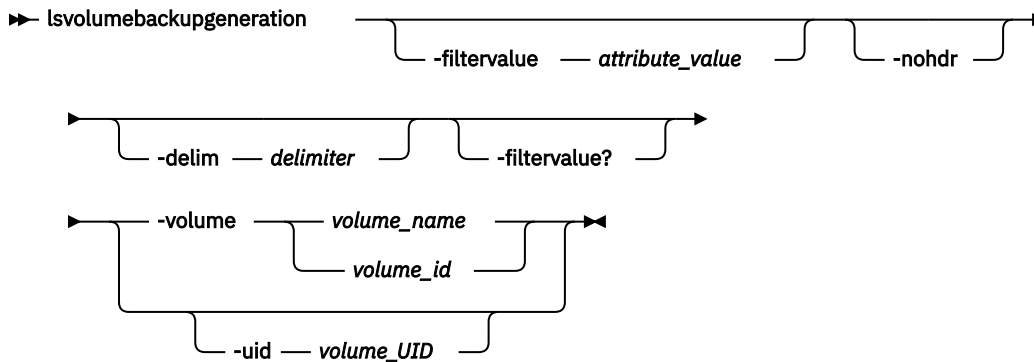 lsvolumebackupgeneration
-filtervalue attribute_value -nohdr
-delim delimiter -filtervalue?
-volume volume_name
volume_id
-uid volume_UID